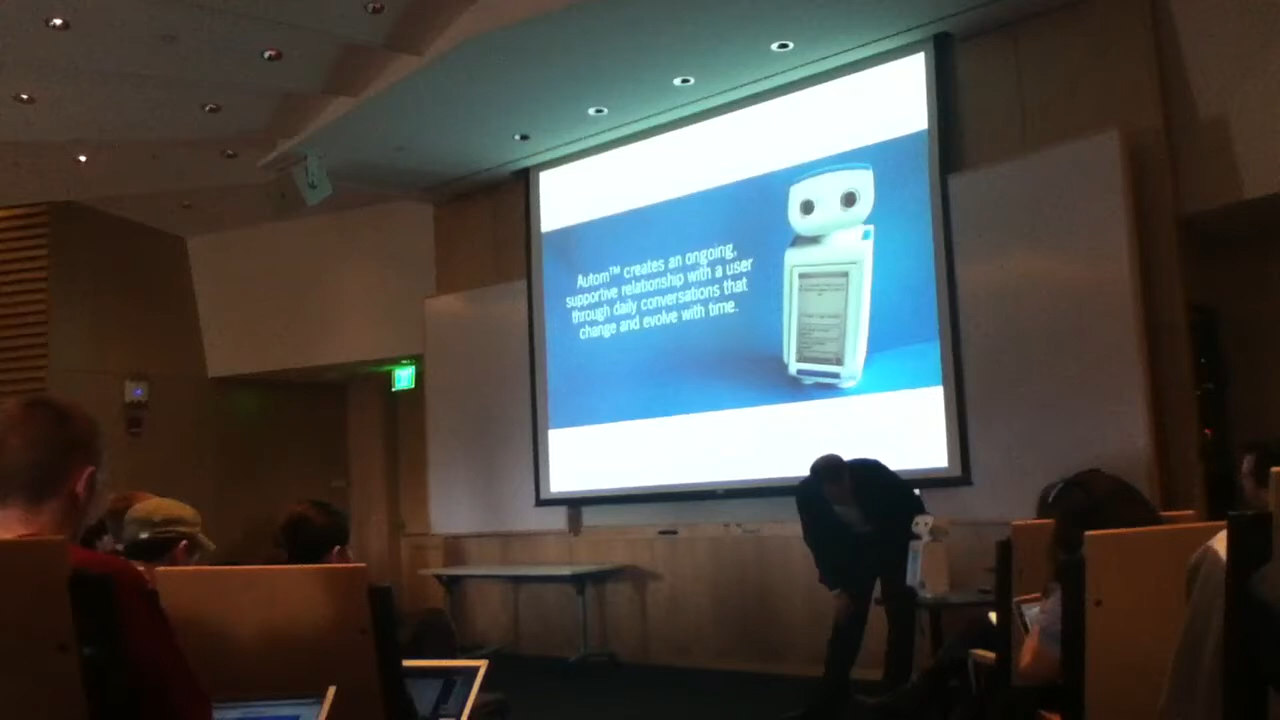 Autom™ creates an ongoing,
supportive relationship with a user
through daily conversations that
change and evolve with time.